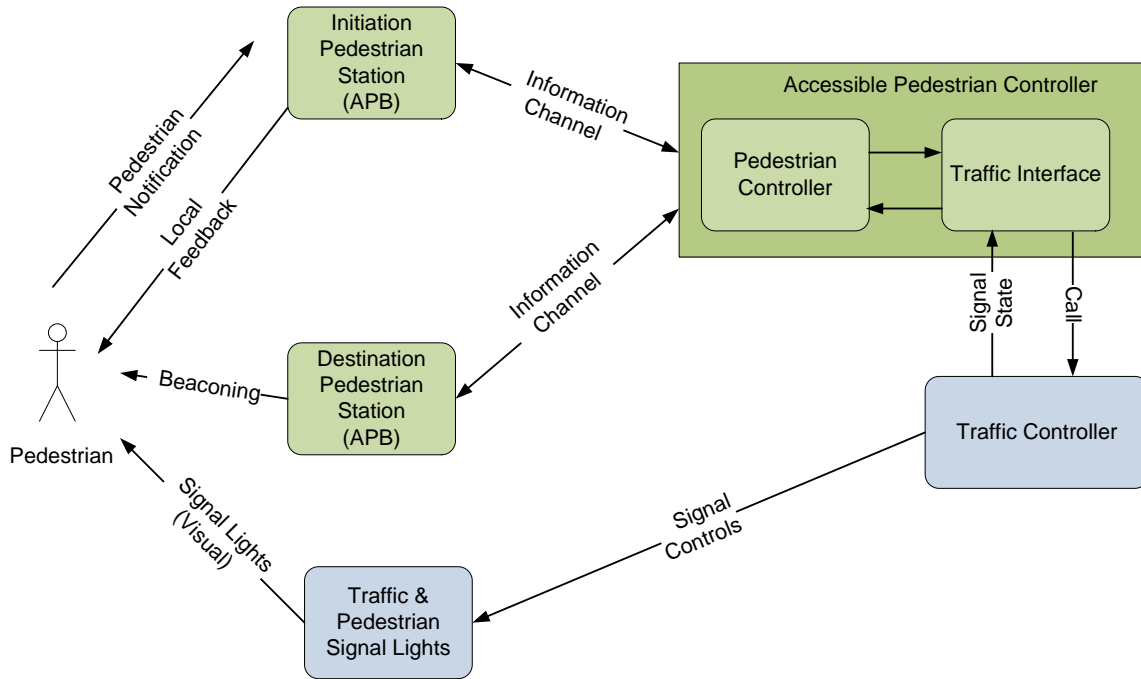 Initiation
Pedestrian
Station
(APB)
Information
Channel
Accessible Pedestrian Controller
Pedestrian
Controller
Traffic Interface
Pedestrian
Notification
Local
Feedback
Information
Channel
Signal
State
Call
Beaconing
Destination
Pedestrian
Station
(APB)
Traffic Controller
Pedestrian
Signal Lights
(Visual)
Signal
Controls
Traffic &
Pedestrian
Signal Lights